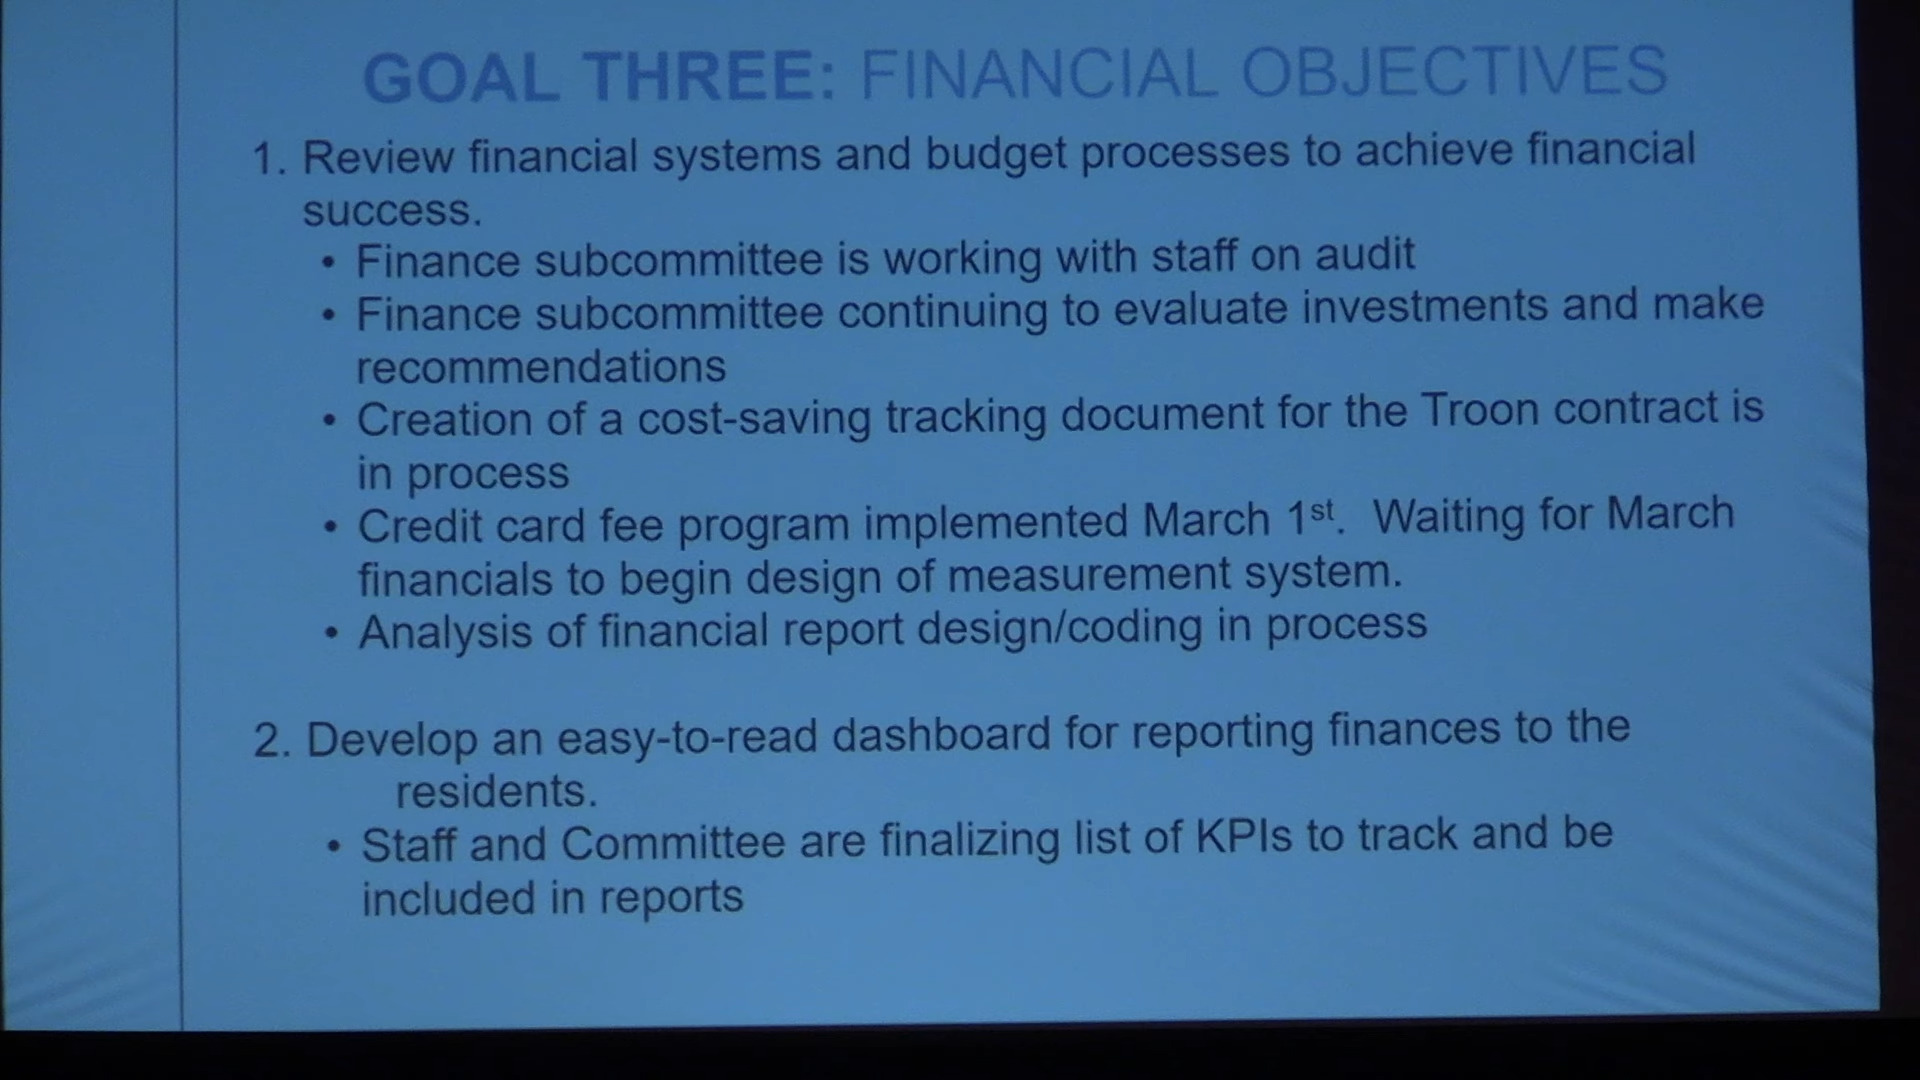 GOAL THREE: FINANCIAL OBJECTIVES
1. Review financial systems and budget processes to achieve financial
success.
• Finance subcommittee is working with staff on audit
• Finance subcommittee continuing to evaluate investments and make
recommendations
• Creation of a cost-saving tracking document for the Troon contract is
in process
• Credit card fee program implemented March 1st. Waiting for March
financials to begin design of measurement system.
• Analysis of financial report design/coding in process
2. Develop an easy-to-read dashboard for reporting finances to the
residents.
• Staff and Committee are finalizing list of KPIs to track and be
included in reports